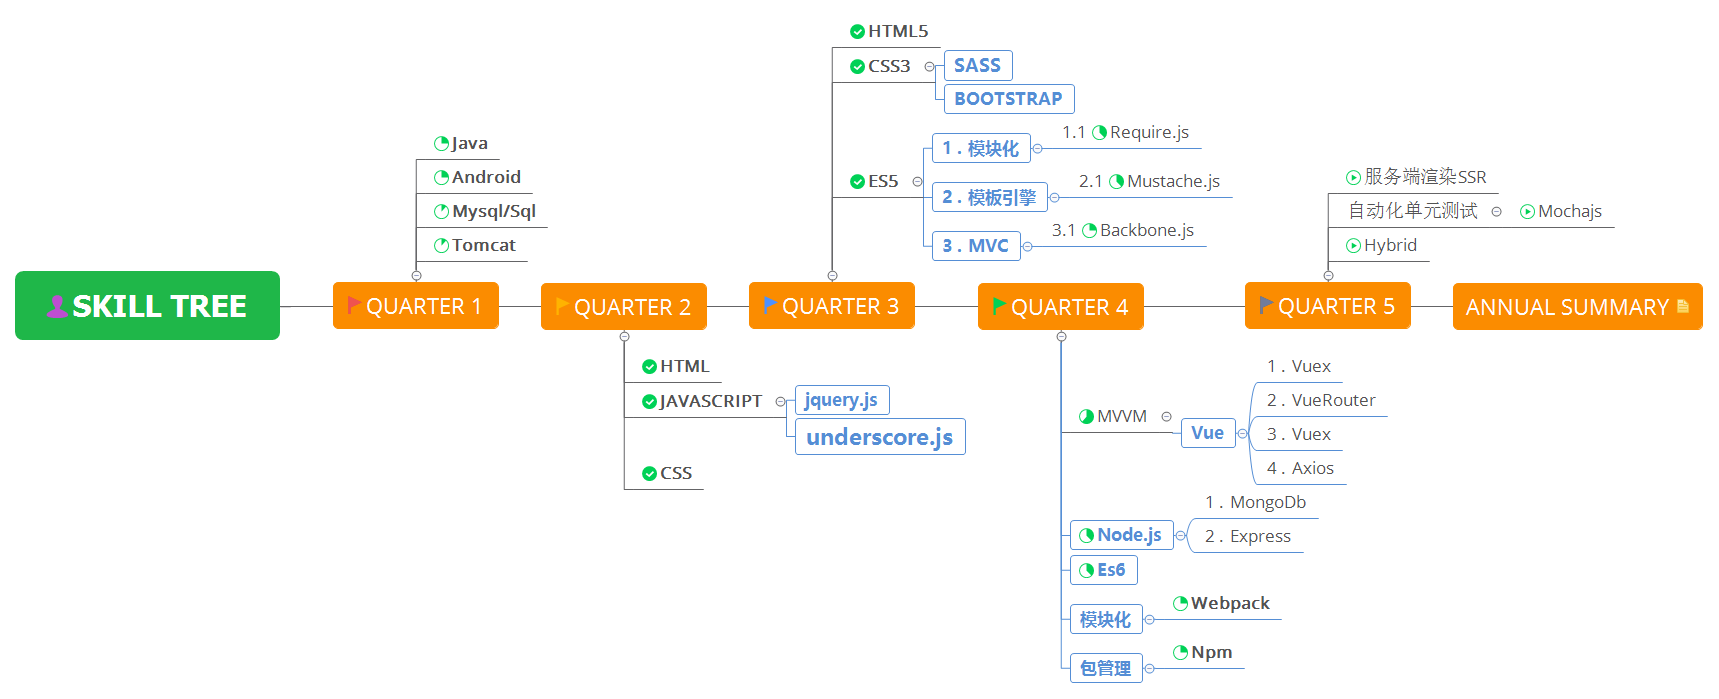 SKILL TREE
QUARTER 1
Java
Android
Mysql/Sql
Tomcat
QUARTER 2
HTML
JAVASCRIPT
jquery.js
underscore.js
CSS
QUARTER 3
HTML5
CSS3
SASS
BOOTSTRAP
ES5
1 . 模块化
1.1 Require.js
2 . 模板引擎
2.1 Mustache.js
3 . MVC
3.1 Backbone.js
QUARTER 4
MVVM
Vue
1 . Vuex
2 . VueRouter
3 . Vuex
4 . Axios
Node.js
1 . MongoDb
2 . Express
Es6
模块化
Webpack
包管理
Npm
QUARTER 5
服务端渲染SSR
自动化单元测试
Mochajs
Hybrid
ANNUAL SUMMARY